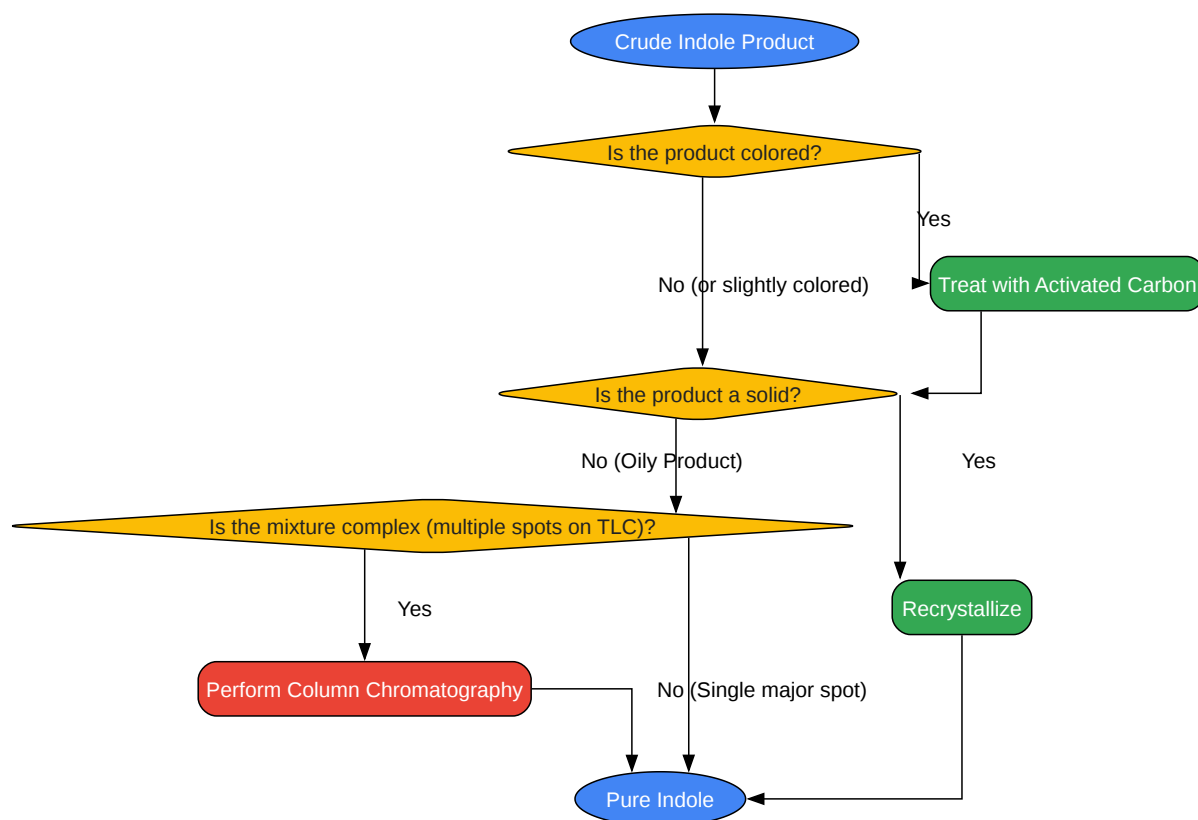 Crude Indole Product
Is the product colored?
Yes
No (or slightly colored)
Treat with Activated Carbon
Is the product a solid?
No (Oily Product)
Yes
Is the mixture complex (multiple spots on TLC)?
Yes
Recrystallize
Perform Column Chromatography
No (Single major spot)
Pure Indole